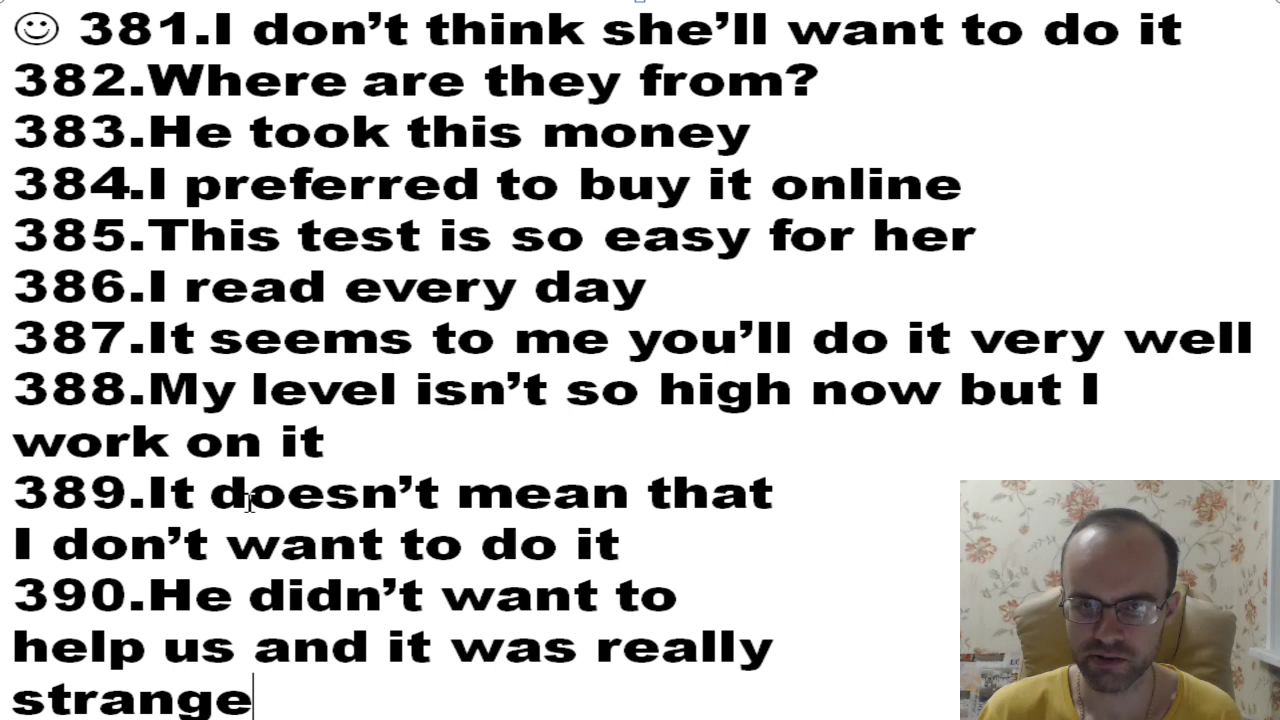 ☺ 381.I don’t think she’ll want to do it
382.Where are they from?
383.He took this money
384.I preferred to buy it online
385.This test is so easy for her
386.I read every day
387.It seems to me you’ll do it very well
388.My level isn’t so high now but I
work on it
389.It doesn’t mean that
I don’t want to do it
390.He didn’t want to
help us and it was really
strange